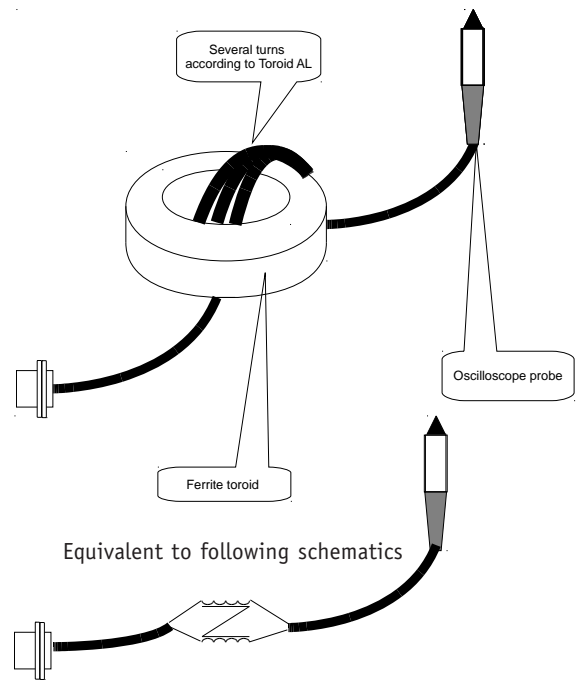 Several turns
according to Toroid AL
Oscilloscope probe
Ferrite toroid
Equivalent to following schematics